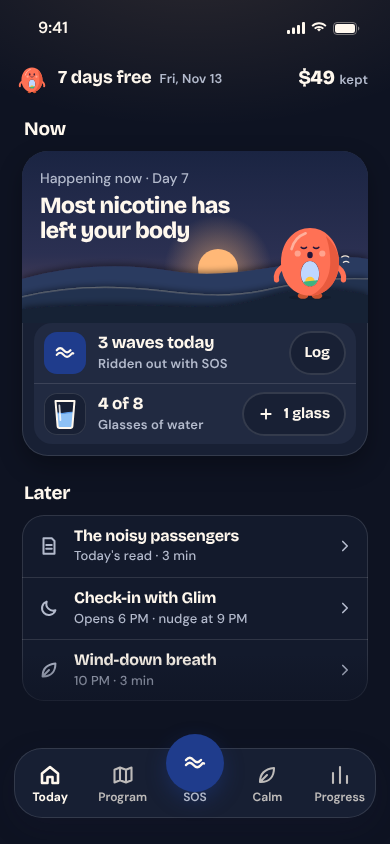 9:41
7 days free Fri, Nov 13
$49 kept
Now
Happening now · Day 7
Most nicotine has
left your body
3 waves today
Ridden out with SOS
Log
4 of 8
Glasses of water
+ 1 glass
Later
The noisy passengers
Today's read · 3 min
Check-in with Glim
Opens 6 PM · nudge at 9 PM
Wind-down breath
10 PM · 3 min
Today
Program
SOS
Calm
Progress